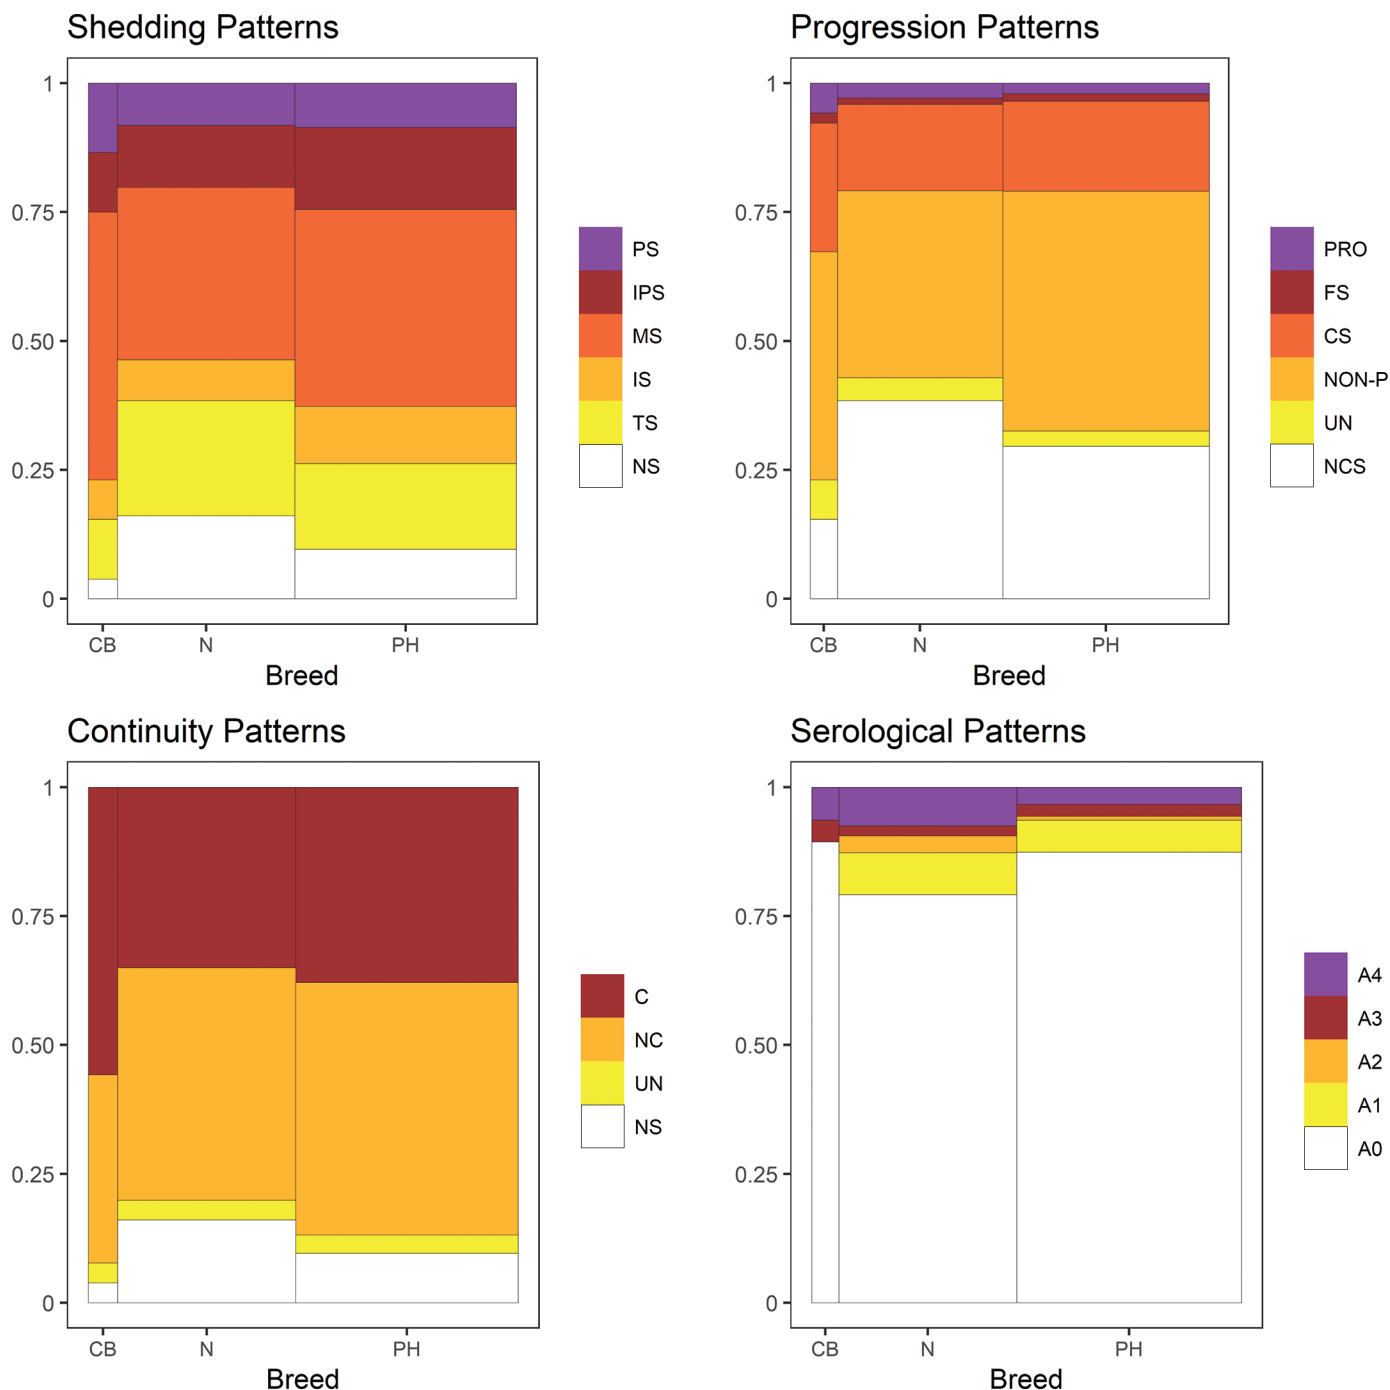 Shedding Patterns
1
0.75
0.50
0.25
0
CB N PH
Breed
PS
IPS
MS
IS
TS
NS
Progression Patterns
1
0.75
0.50
0.25
0
CB N PH
Breed
PRO
FS
CS
NON-P
UN
NCS
Continuity Patterns
1
0.75
0.50
0.25
0
CB N PH
Breed
C
NC
UN
NS
Serological Patterns
1
0.75
0.50
0.25
0
CB N PH
Breed
A4
A3
A2
A1
A0